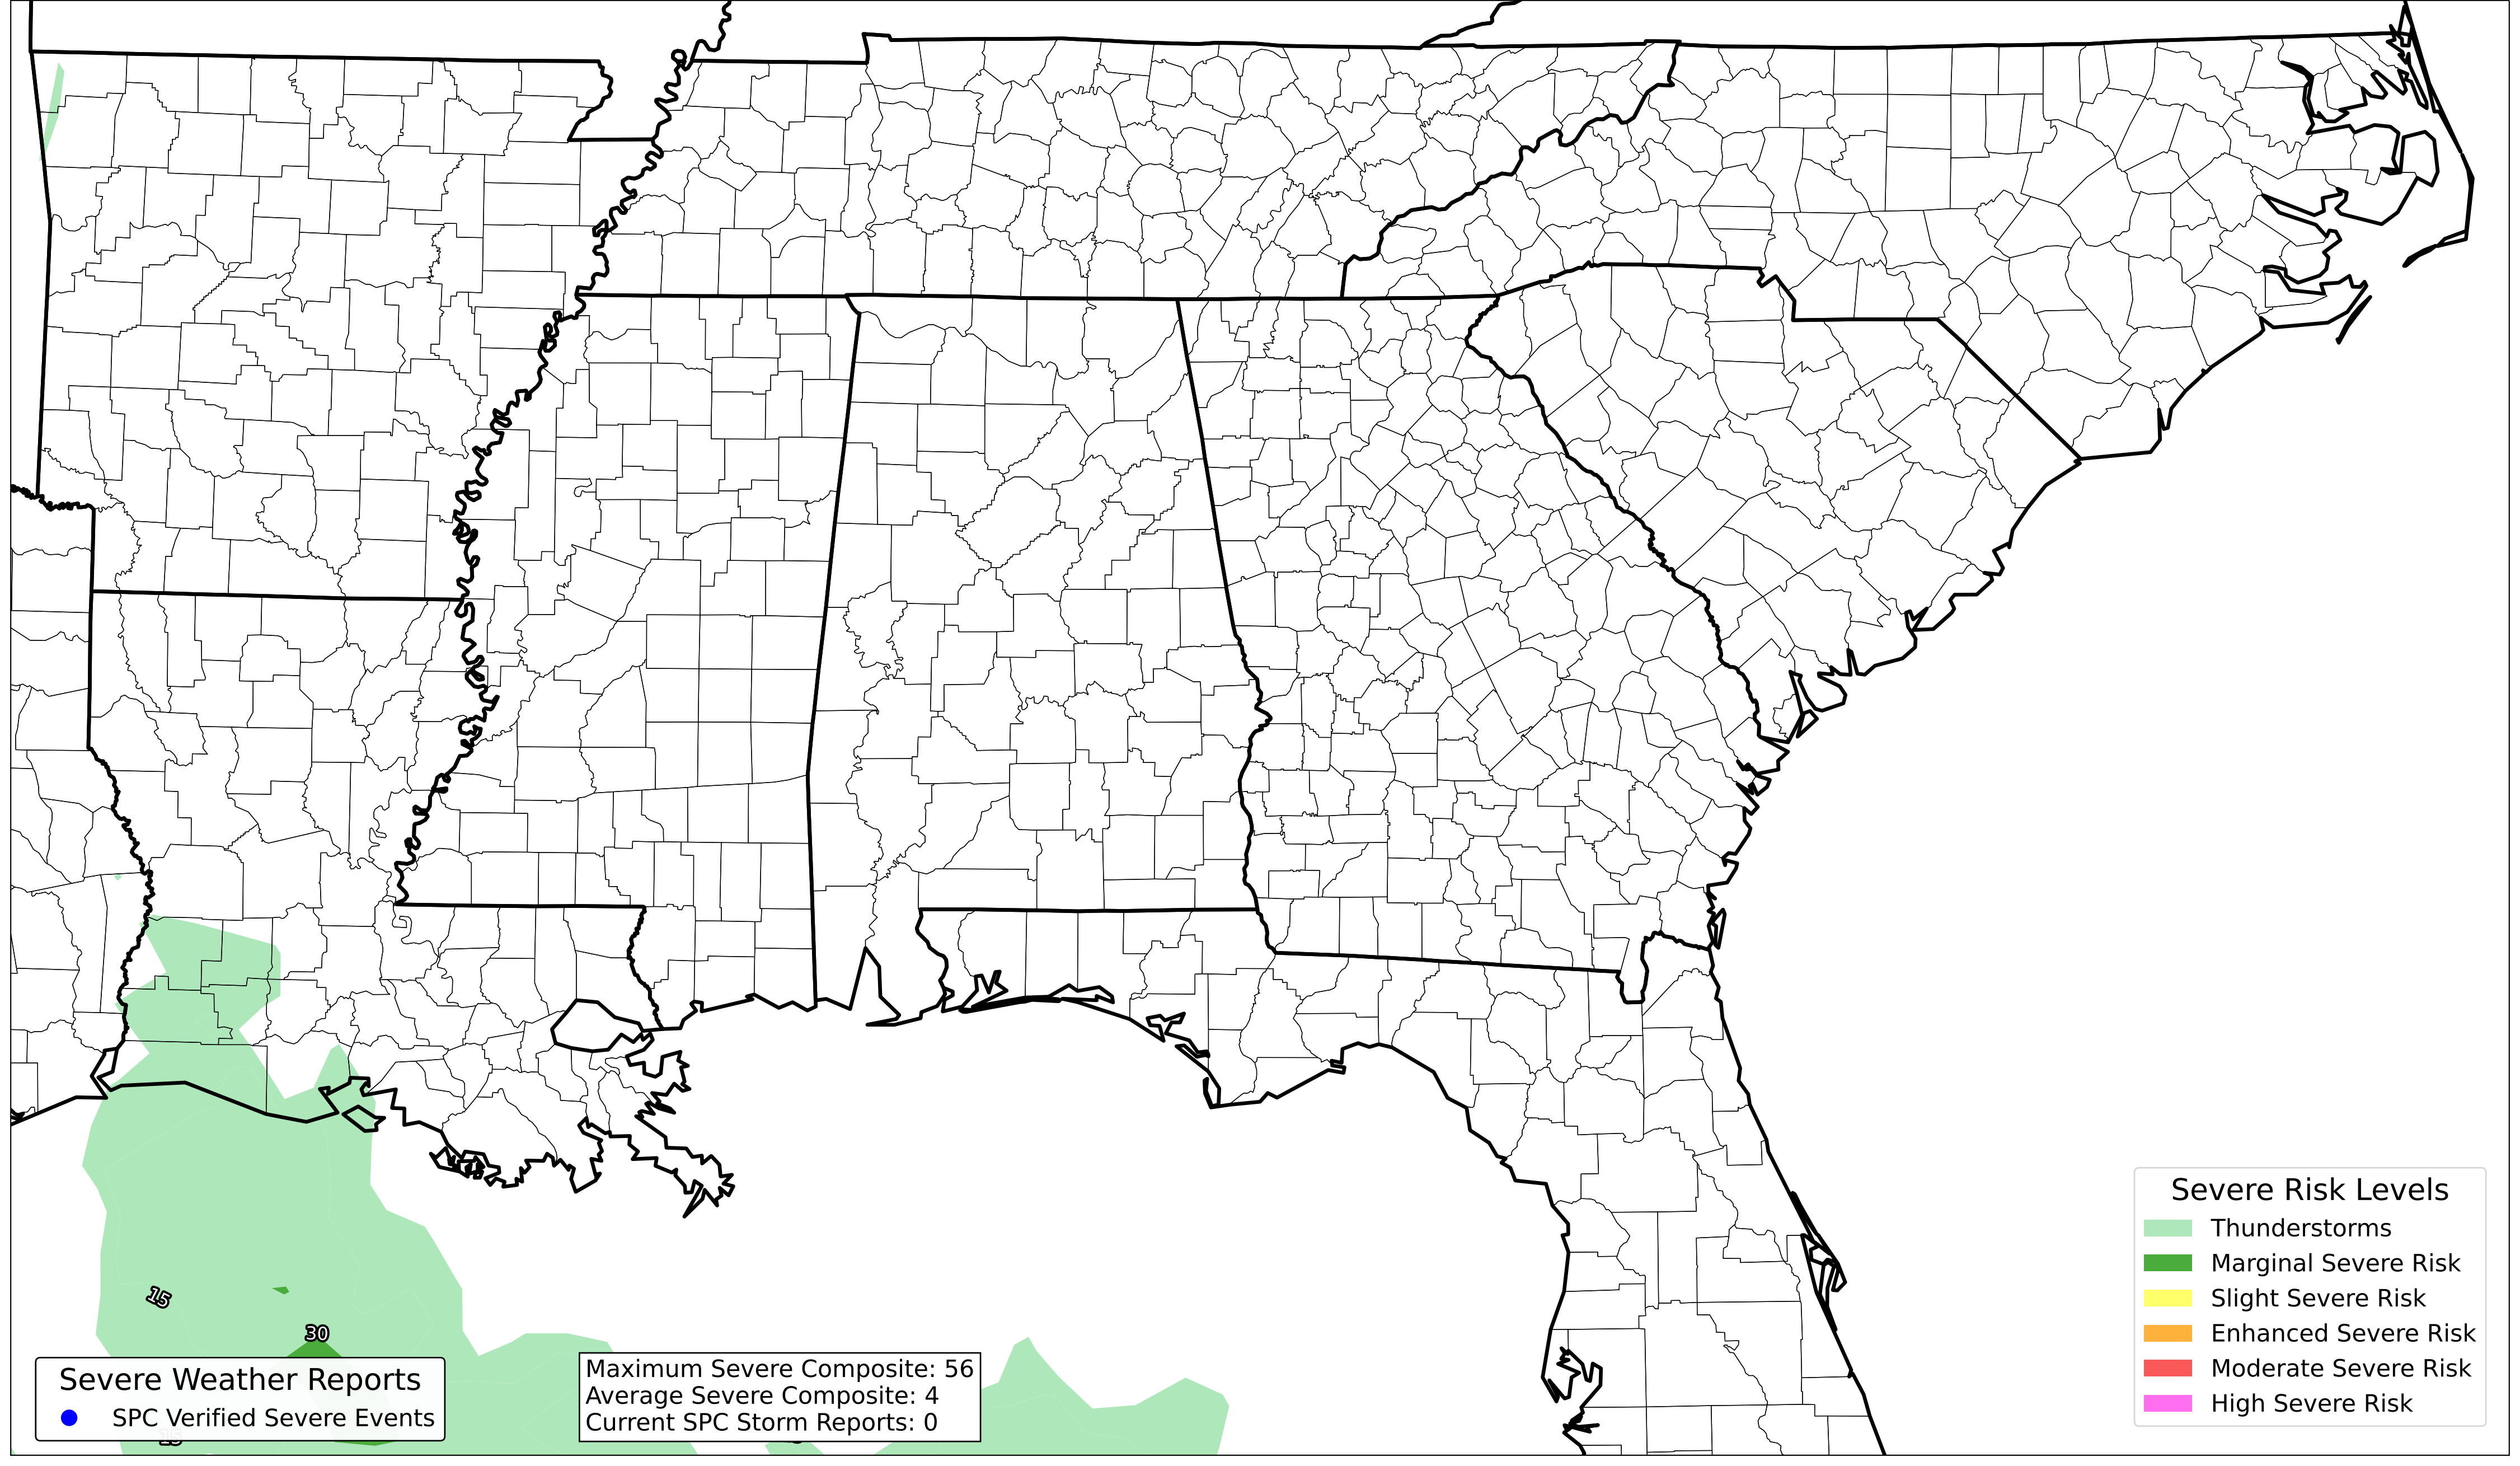 15
30
Severe Weather Reports
SPC Verified Severe Events
Maximum Severe Composite: 56
Average Severe Composite: 4
Current SPC Storm Reports: 0
Severe Risk Levels
Thunderstorms
Marginal Severe Risk
Slight Severe Risk
Enhanced Severe Risk
Moderate Severe Risk
High Severe Risk